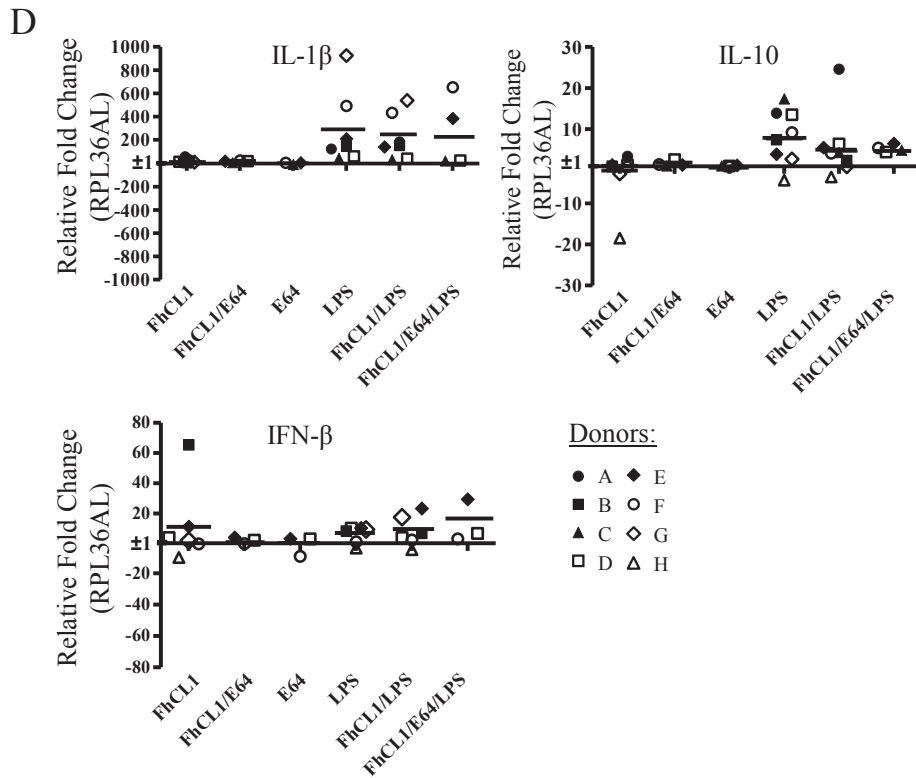 D
IL-1β
Relative Fold Change
(RPL36AL)
1000
800
600
400
200
±1
-200
-400
-600
-800
-1000
FhCL1
FhCL1/E64
E64
LPS
FhCL1/LPS
FhCL1/E64/LPS
IL-10
Relative Fold Change
(RPL36AL)
30
20
10
±1
-10
-20
-30
FhCL1
FhCL1/E64
E64
LPS
FhCL1/LPS
FhCL1/E64/LPS
IFN-β
Relative Fold Change
(RPL36AL)
80
60
40
20
±1
-20
-40
-60
-80
FhCL1
FhCL1/E64
E64
LPS
FhCL1/LPS
FhCL1/E64/LPS
Donors:
A E
B F
C G
D H